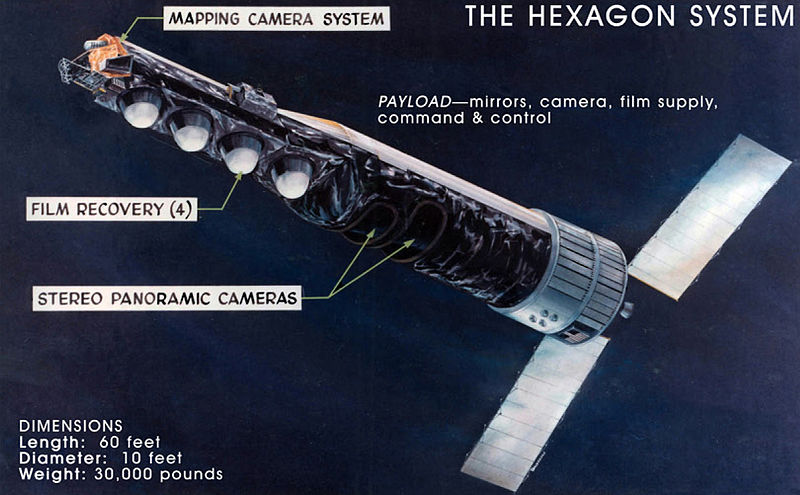 MAPPING CAMERA SYSTEM
THE HEXAGON SYSTEM
PAYLOAD—mirrors, camera, film supply,
command & control
FILM RECOVERY (4)
STEREO PANORAMIC CAMERAS
DIMENSIONS
Length: 60 feet
Diameter: 10 feet
Weight: 30,000 pounds